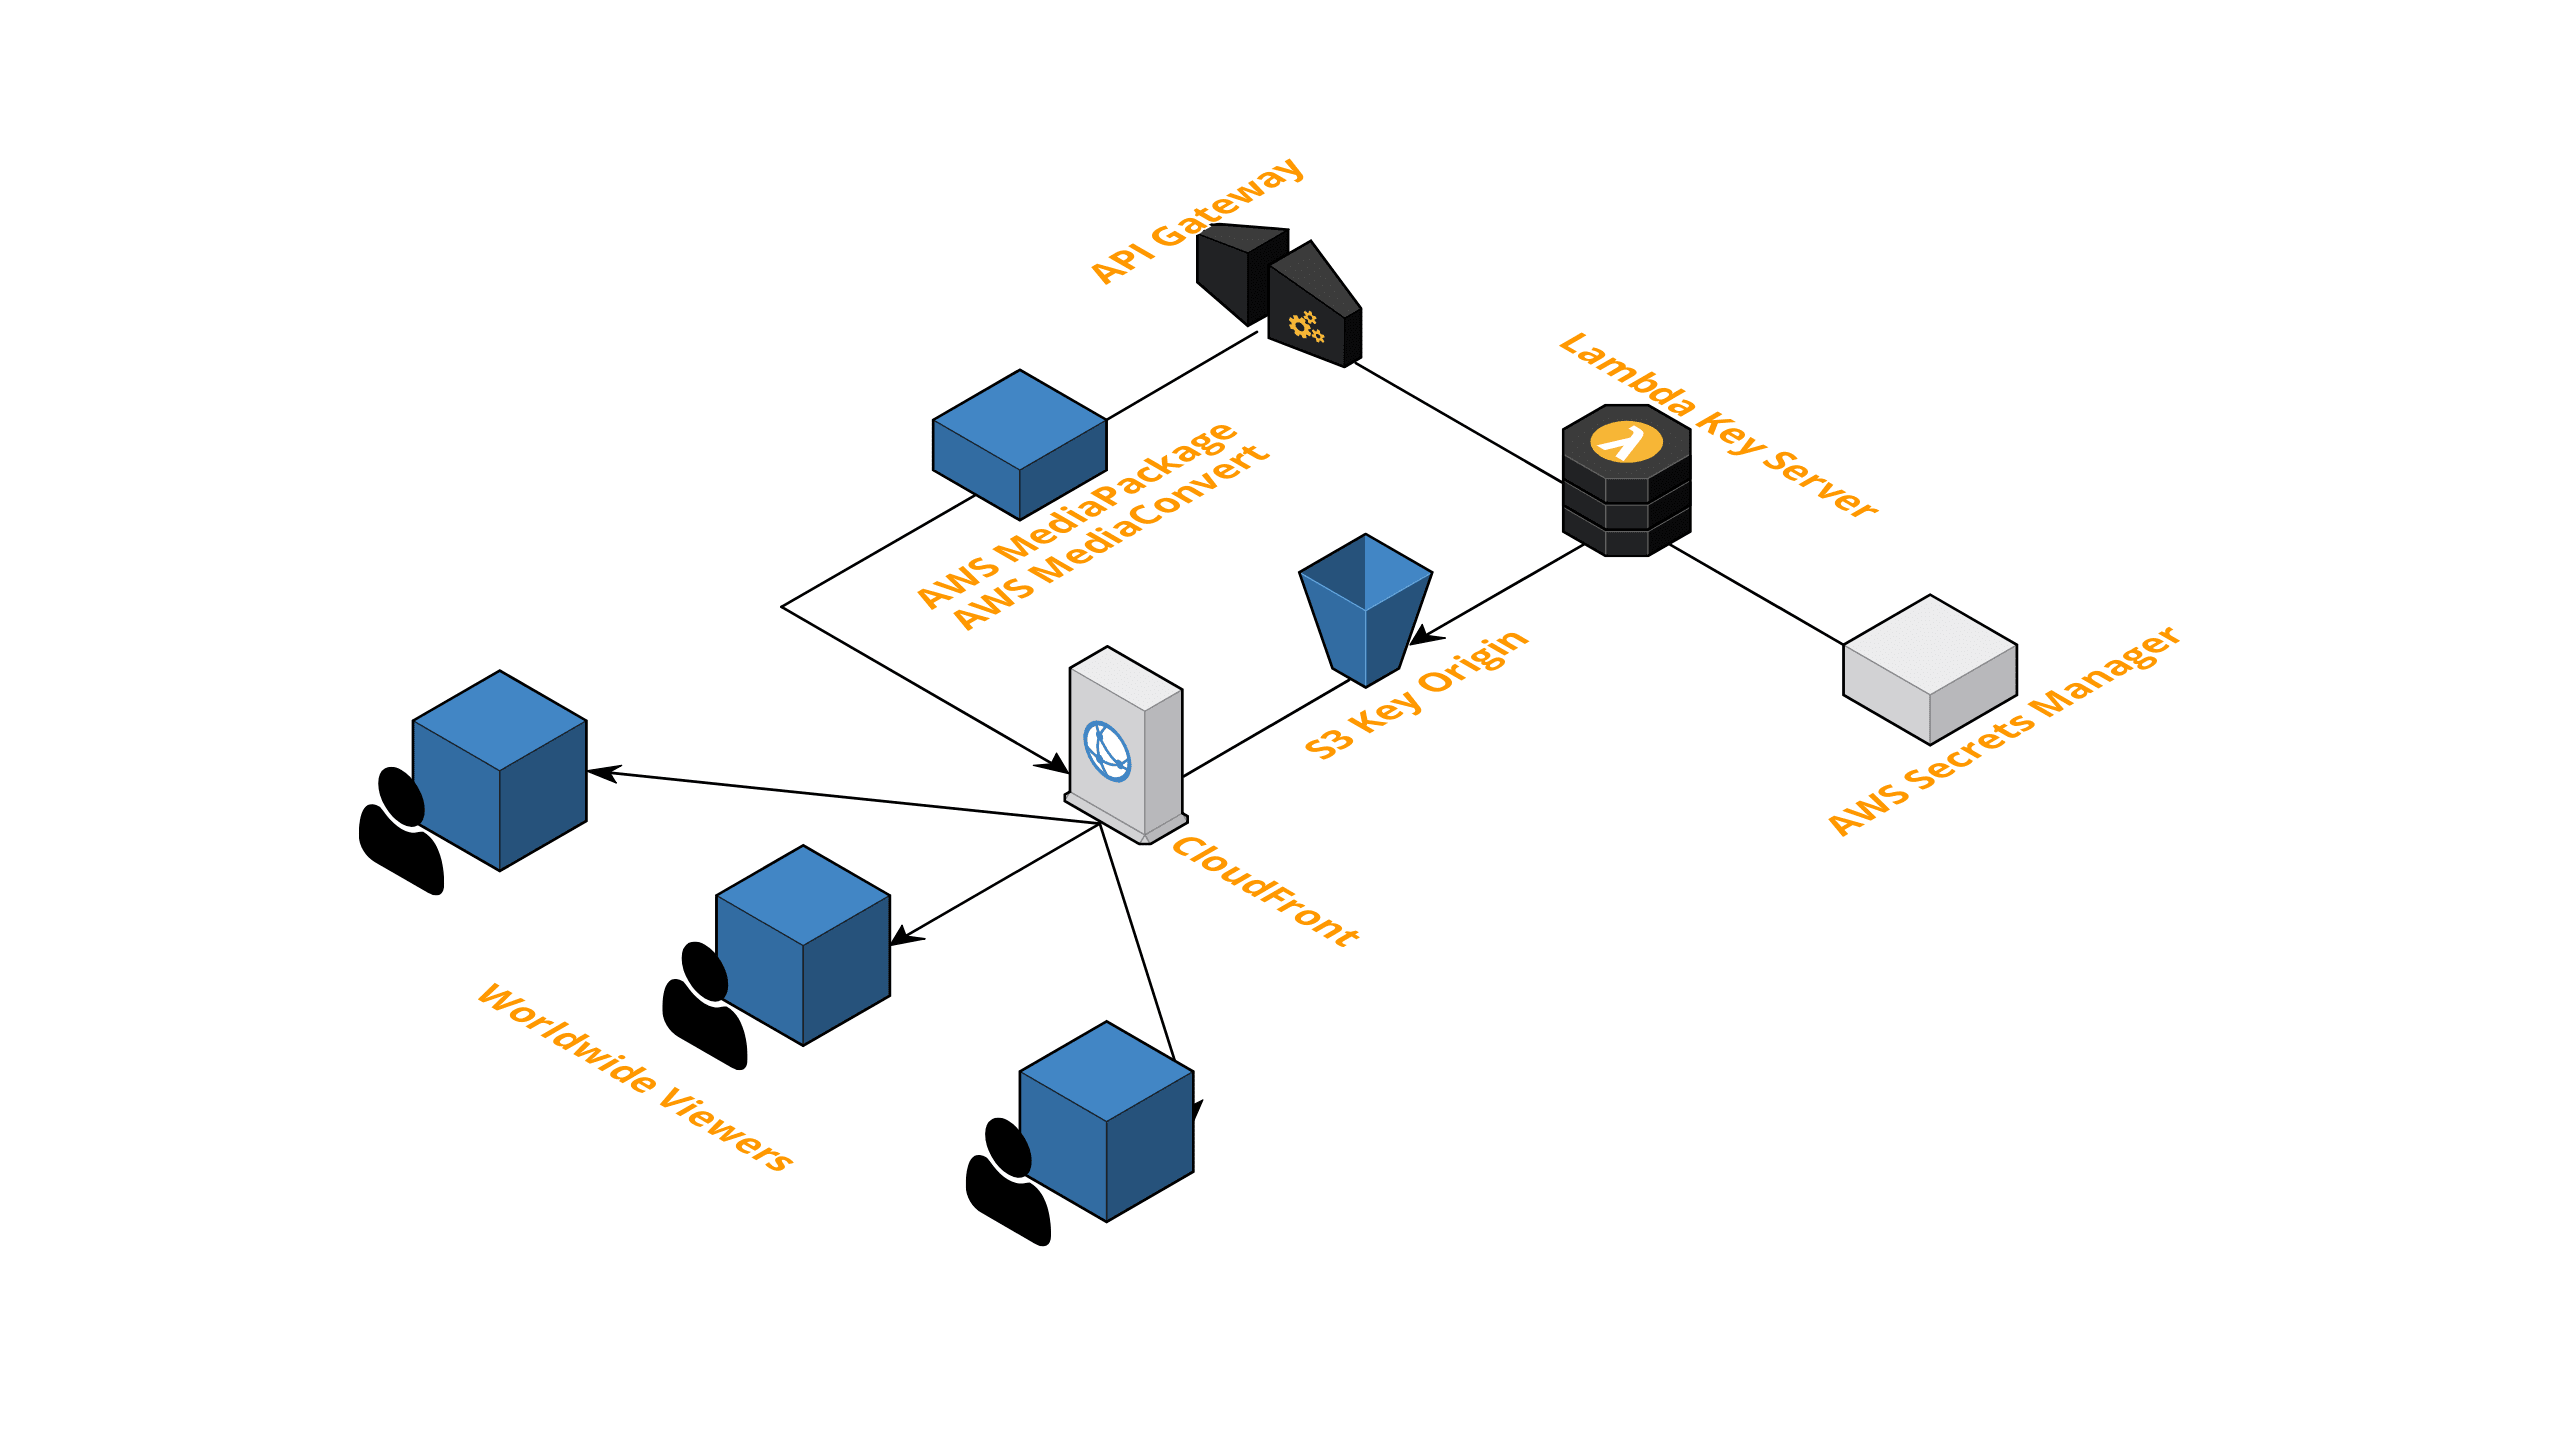 API Gateway
Lambda Key Server
AWS MediaPackage
AWS MediaConvert
S3 Key Origin
AWS Secrets Manager
CloudFront
Worldwide Viewers